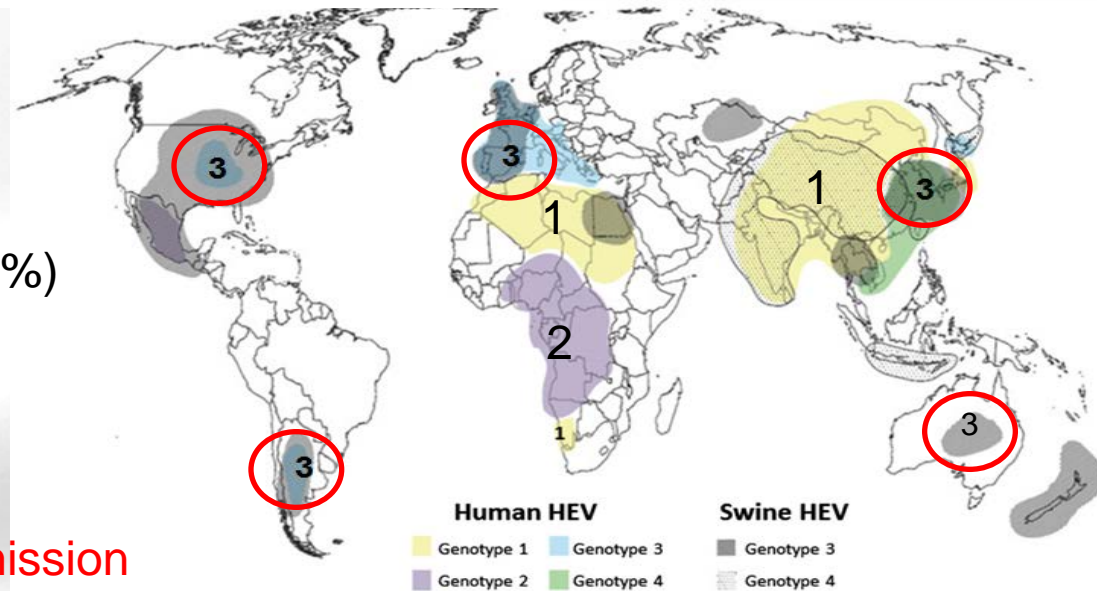 3
3
1
1
3
%)
2
3
1
3
Human HEV
Swine HEV
Genotype 1
Genotype 3
Genotype 3
Genotype 2
Genotype 4
Genotype 4
ission